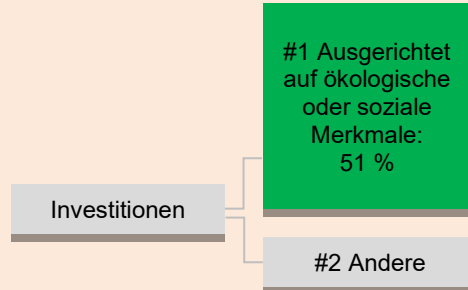 #1 Ausgerichtet
auf ökologische
oder soziale
Merkmale:
51 %
Investitionen
#2 Andere